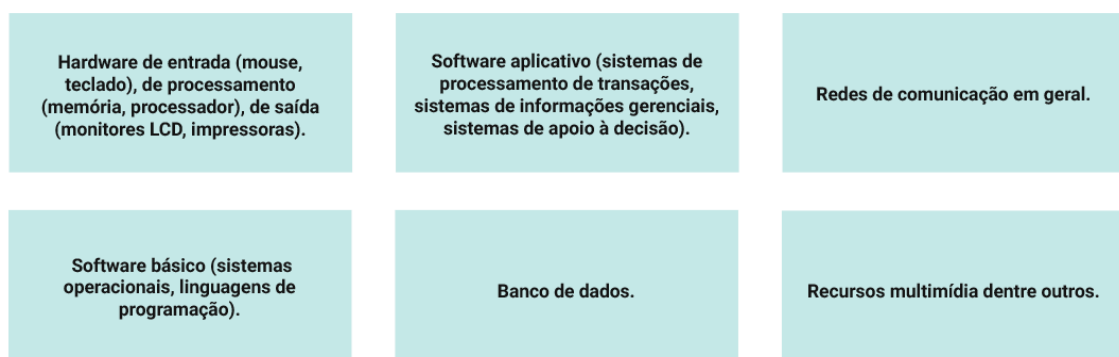 Hardware de entrada (mouse,
teclado), de processamento
(memória, processador), de saída
(monitores LCD, impressoras).
Software aplicativo (sistemas de
processamento de transações,
sistemas de informações gerenciais,
sistemas de apoio à decisão).
Redes de comunicação em geral.
Software básico (sistemas
operacionais, linguagens de
programação).
Banco de dados.
Recursos multimídia dentre outros.